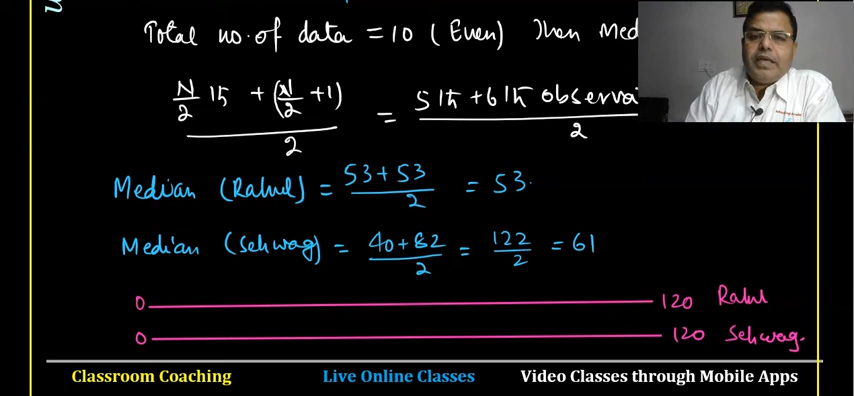 Total no. of data = 10 (Even) Then Med
N/2 th + (N/2 + 1) / 2 = 5th + 6th observa / 2
Median (Rahul) = 53 + 53 / 2 = 53.
Median (Sehwag) = 40 + 82 / 2 = 122 / 2 = 61
0 120 Rahul
0 120 Sehwag.
Classroom Coaching Live Online Classes Video Classes through Mobile Apps